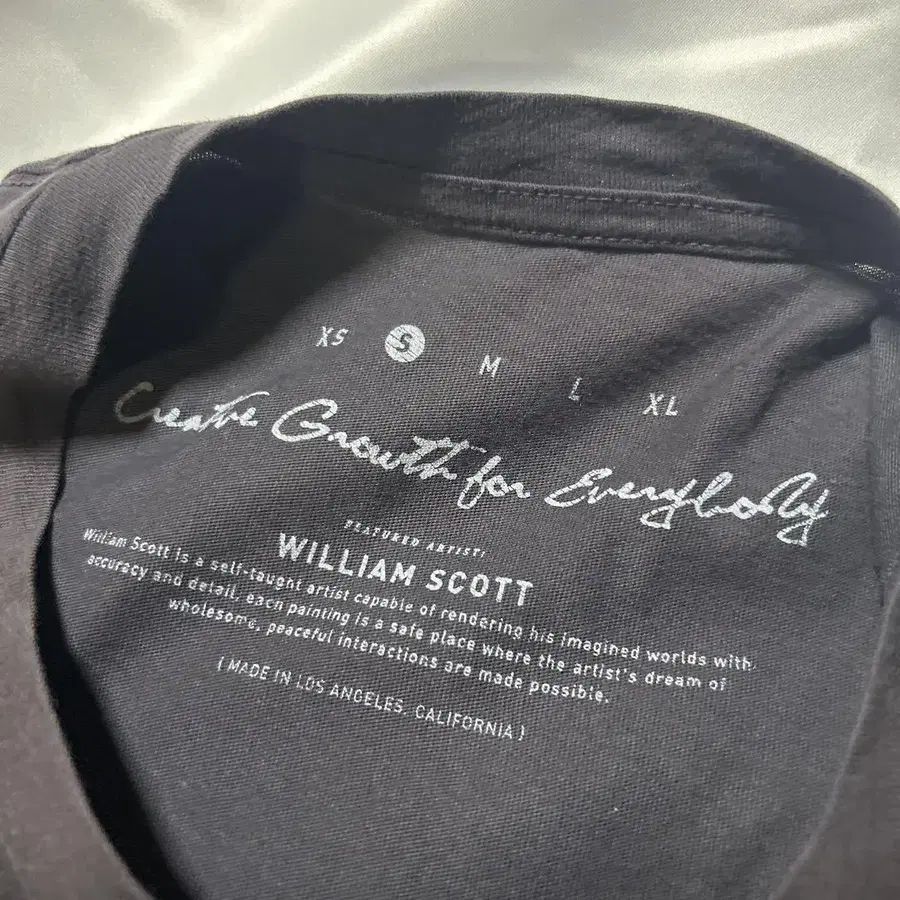 XS S M L XL
Creative Growth for Everybody
FEATURED ARTIST:
WILLIAM SCOTT
William Scott is a self-taught artist capable of rendering his imagined worlds with
accuracy and detail, each painting is a safe place where the artist's dream of
wholesome, peaceful interactions are made possible.
( MADE IN LOS ANGELES, CALIFORNIA )